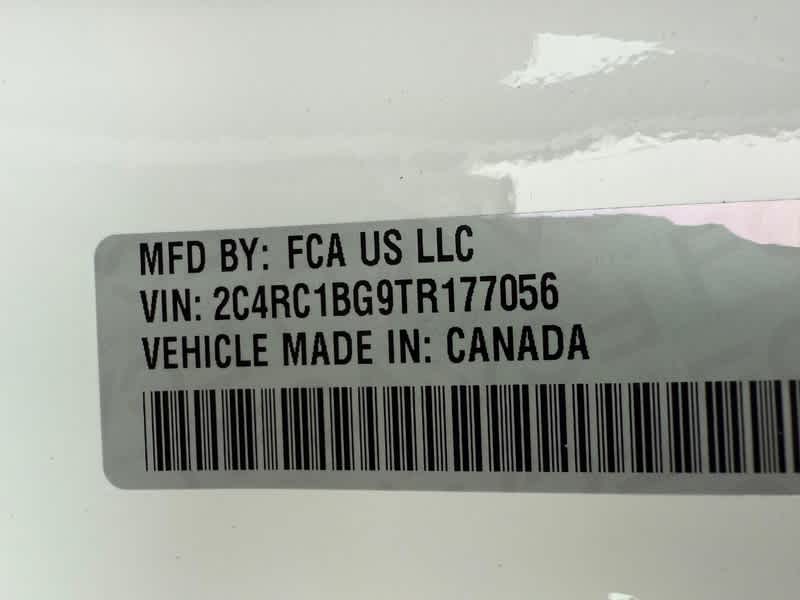 MFD BY: FCA US LLC
VIN: 2C4RC1BG9TR177056
VEHICLE MADE IN: CANADA